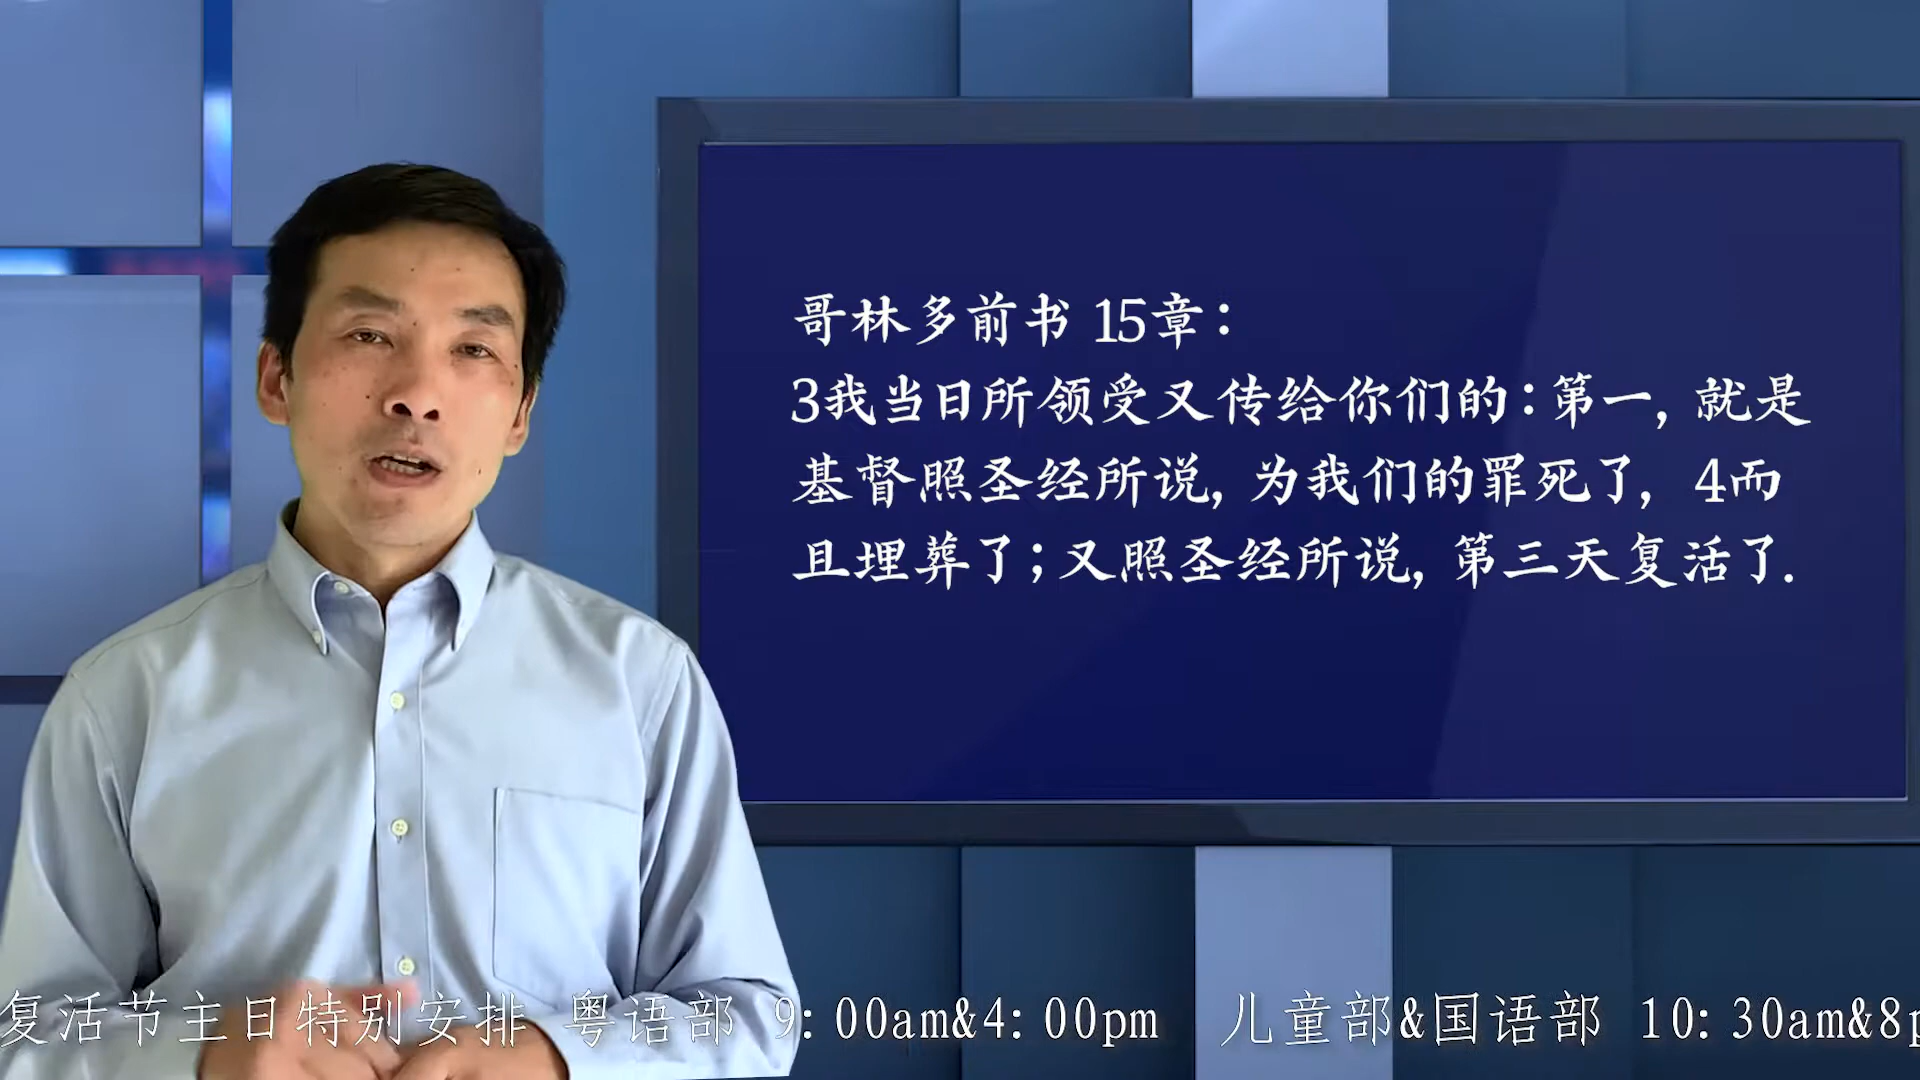 哥林多前书 15章：
3我当日所领受又传给你们的：第一, 就是
基督照圣经所说, 为我们的罪死了, 4而
且埋葬了；又照圣经所说, 第三天复活了.
复活节主日特别安排 粤语部 9:00am&4:00pm 儿童部&国语部 10:30am&8p